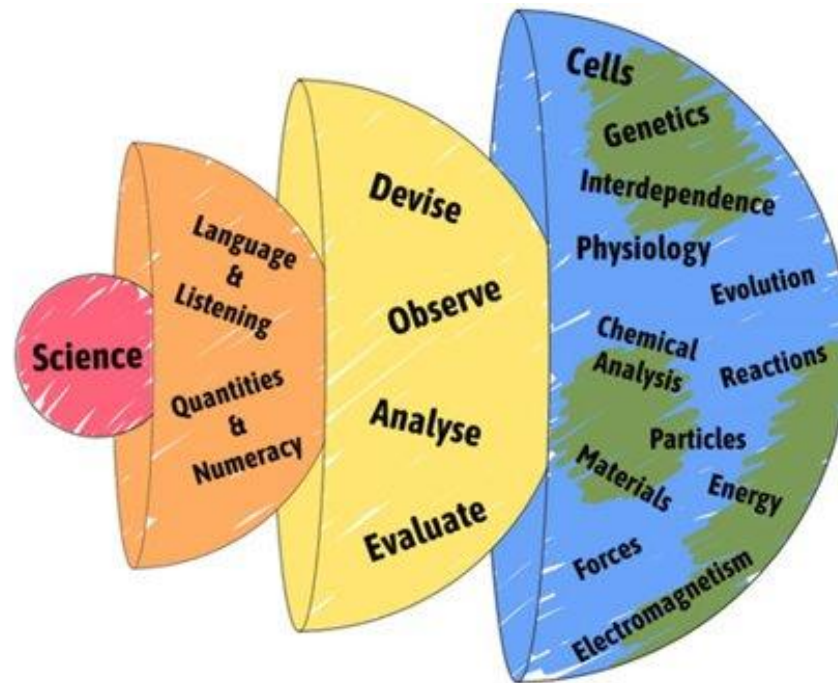 Science
Language
&
Listening
Quantities
&
Numeracy
Devise
Observe
Analyse
Evaluate
Cells
Genetics
Interdependence
Physiology
Evolution
Chemical
Analysis
Reactions
Particles
Materials
Energy
Forces
Electromagnetism